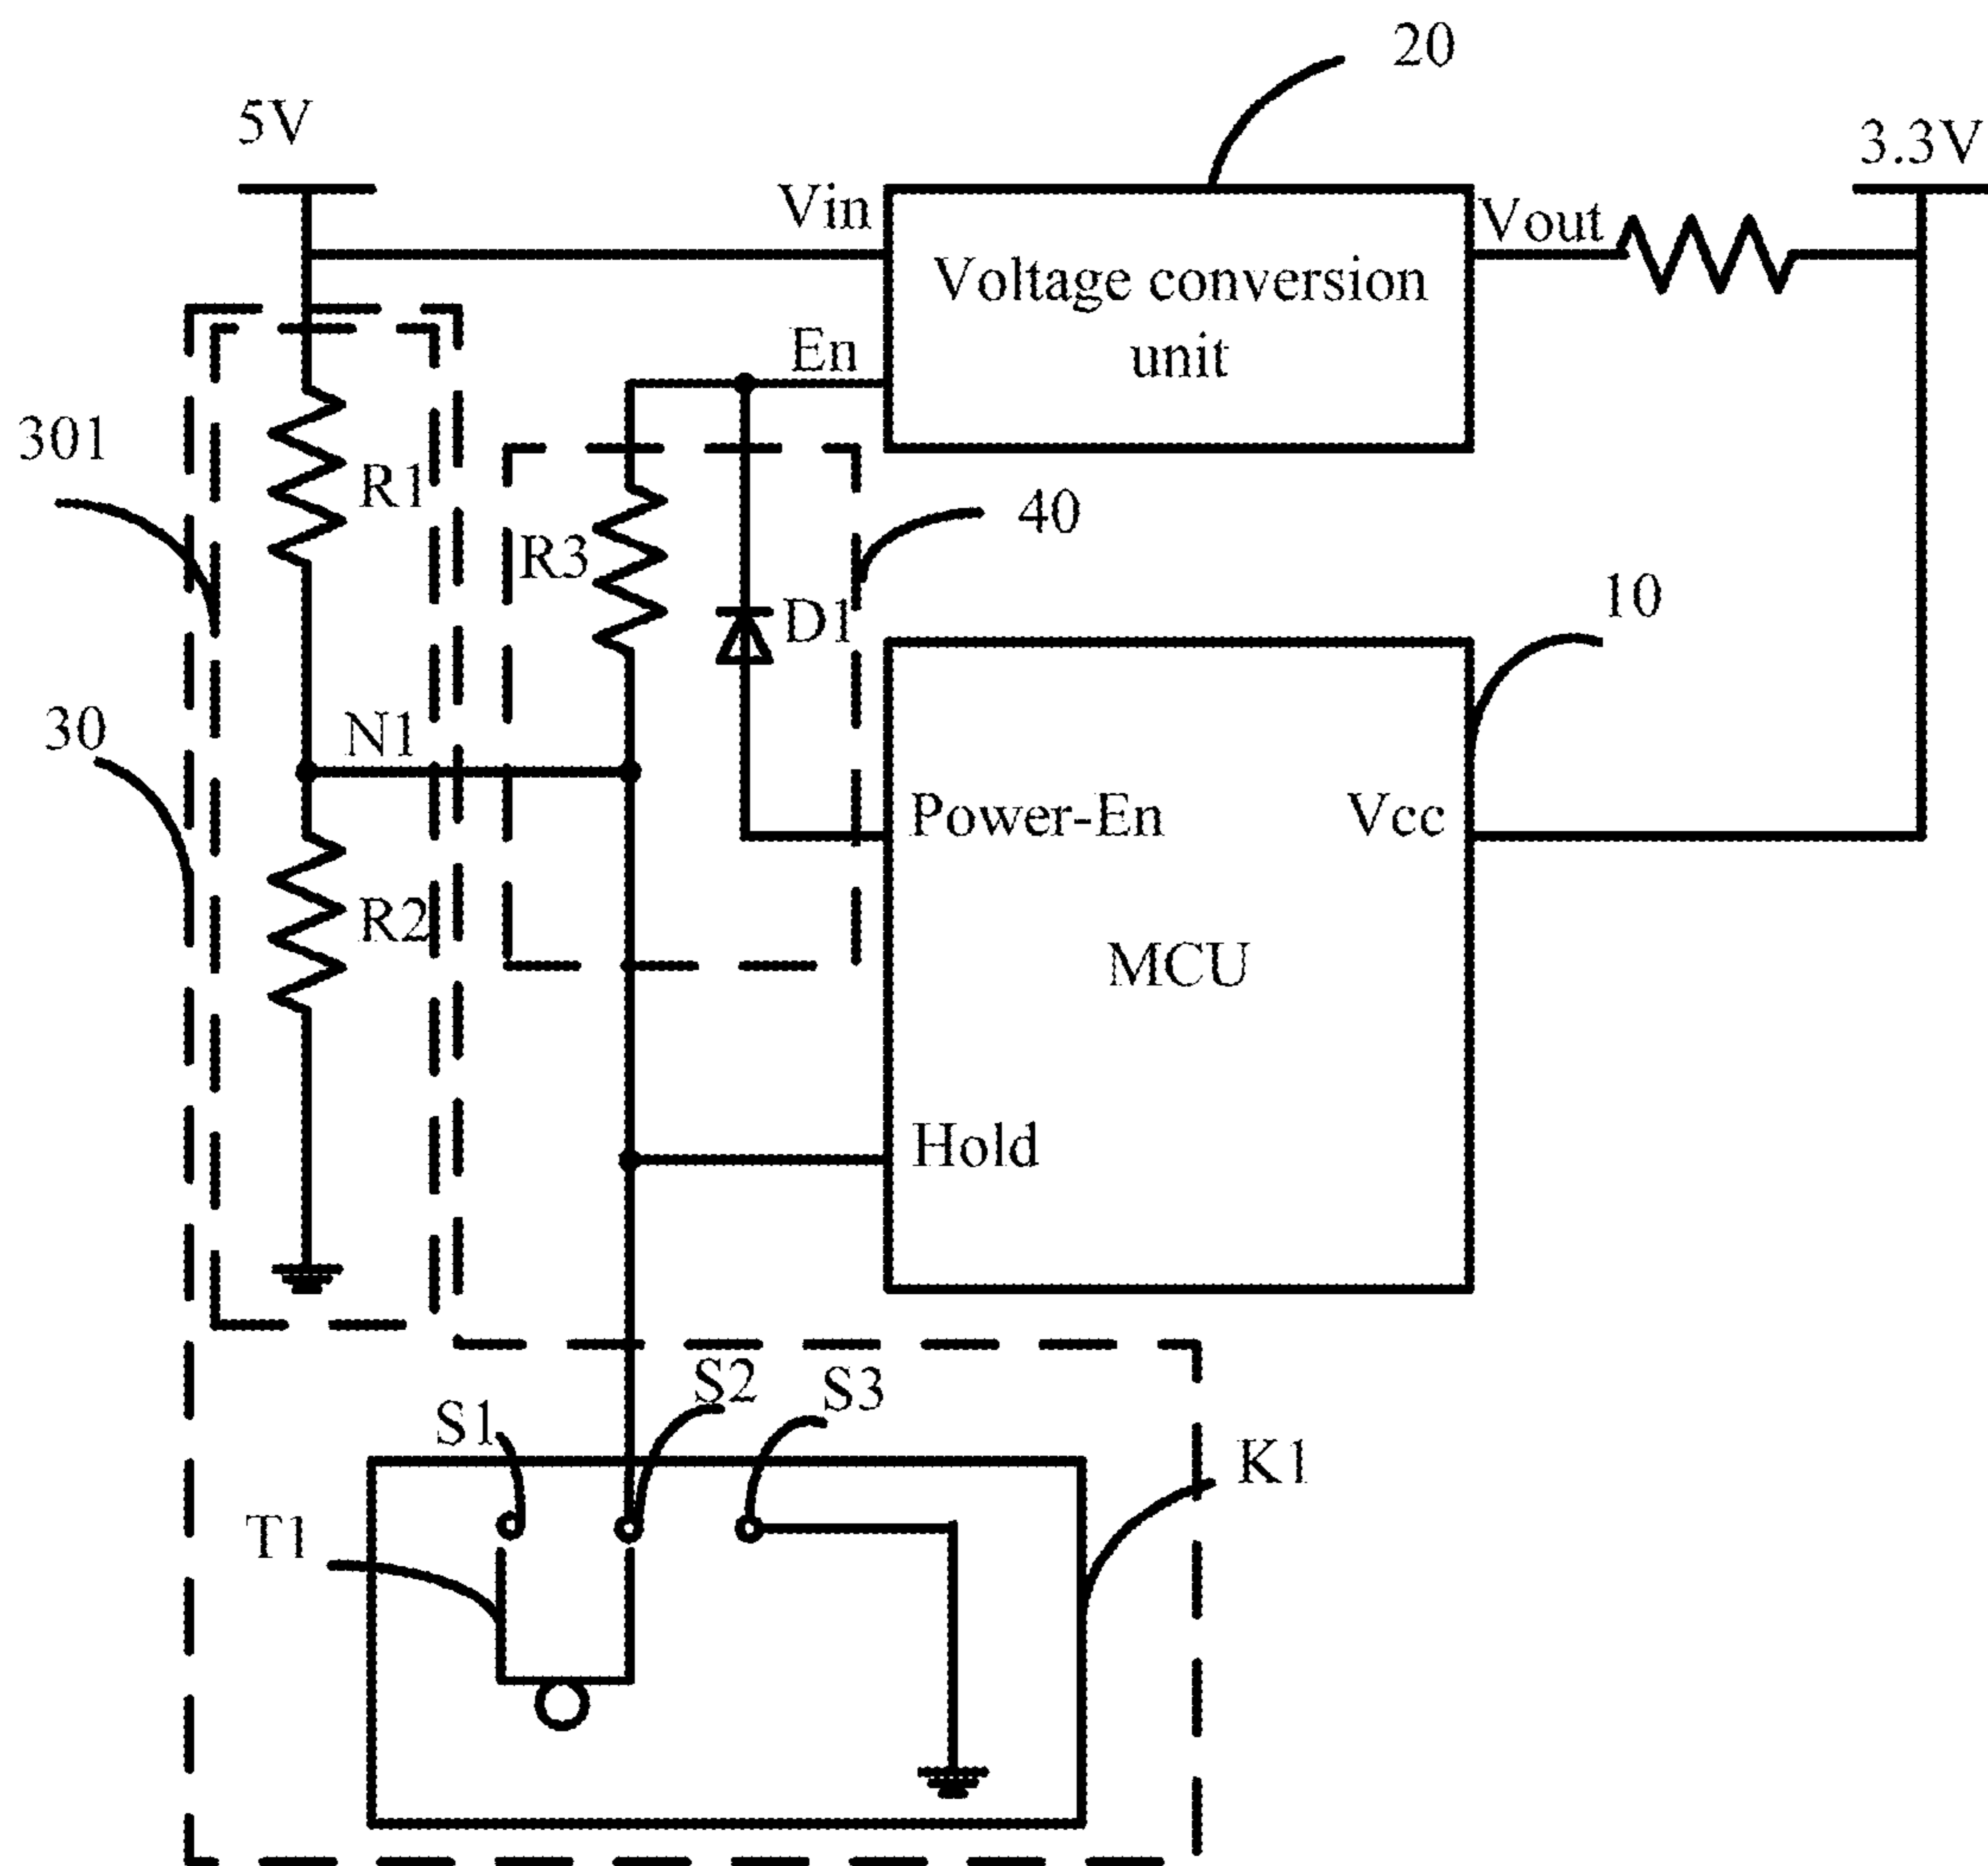 20
5V
3.3V
Vin
Vout
Voltage conversion
unit
En
301
R1
40
R3
D1
10
30
N1
Power-En
Vcc
R2
MCU
Hold
S2
S3
S1
K1
T1